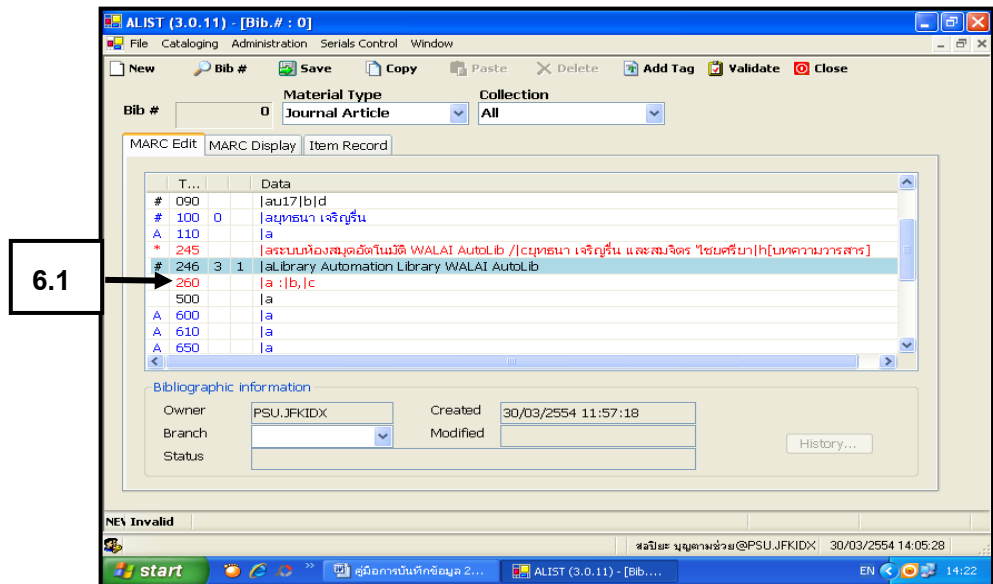 ALIST (3.0.11) - [Bib.# : 0]
File Cataloging Administration Serials Control Window
New Bib # Save Copy Paste Delete Add Tag Validate Close
Material Type Collection
Bib # 0 Journal Article All
MARC Edit MARC Display Item Record
T... Data
# 090 |au17|b|d
# 100 0 |aยุทธนา เจริญรื่น
A 110 |a
* 245 |aระบบห้องสมุดอัตโนมัติ WALAI AutoLib /|cยุทธนา เจริญรื่น และสมจิตร ไชยศรียา|h[บทความวารสาร]
# 246 3 1 |aLibrary Automation Library WALAI AutoLib
6.1
260 |a :|b,|c
500 |a
A 600 |a
A 610 |a
A 650 |a
Bibliographic information
Owner PSU.JFKIDX Created 30/03/2554 11:57:18
Branch Modified
History...
Status
NEW Invalid
สอปิยะ บุญตามช่วย@PSU.JFKIDX 30/03/2554 14:05:28
start คู่มือการบันทึกข้อมูล 2... ALIST (3.0.11) - [Bib.... EN 14:22